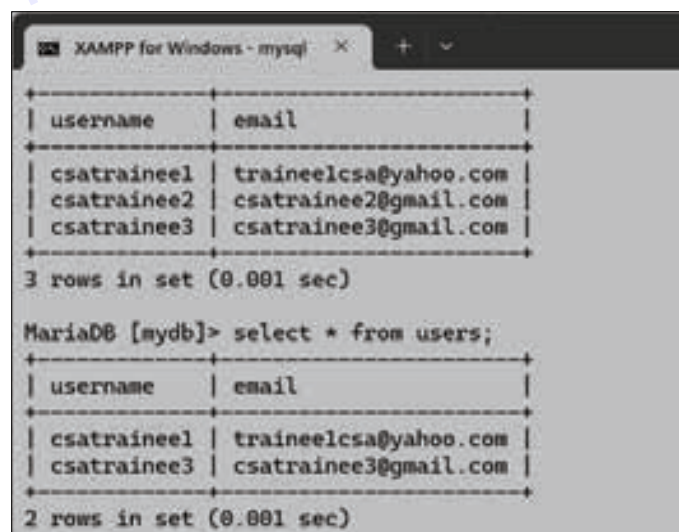 XAMPP for Windows - mysql × + ⌄
+-------------+----------------------+
| username | email |
+-------------+----------------------+
| csatrainee1 | trainee1csa@yahoo.com |
| csatrainee2 | csatrainee2@gmail.com |
| csatrainee3 | csatrainee3@gmail.com |
+-------------+----------------------+
3 rows in set (0.001 sec)
MariaDB [mydb]> select * from users;
+-------------+----------------------+
| username | email |
+-------------+----------------------+
| csatrainee1 | trainee1csa@yahoo.com |
| csatrainee3 | csatrainee3@gmail.com |
+-------------+----------------------+
2 rows in set (0.001 sec)